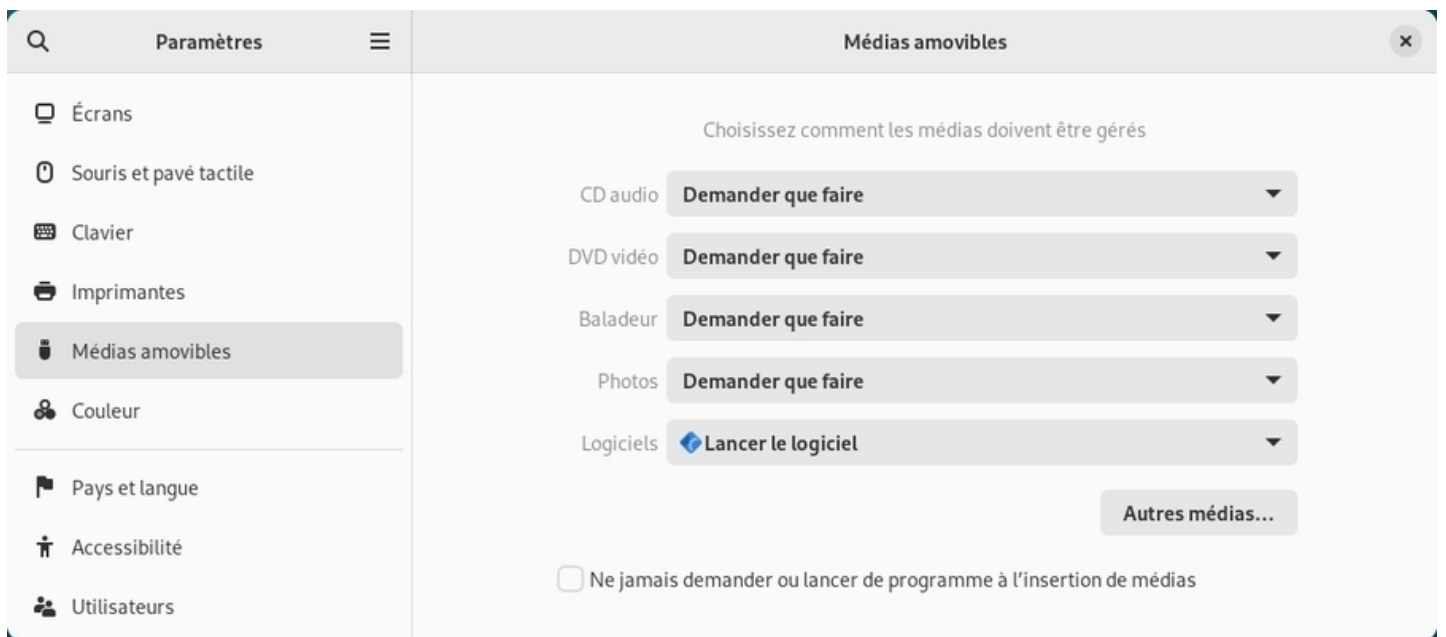 Paramètres
Médias amovibles
Écrans
Souris et pavé tactile
Clavier
Imprimantes
Médias amovibles
Couleur
Pays et langue
Accessibilité
Utilisateurs
Choisissez comment les médias doivent être gérés
CD audio Demander que faire
DVD vidéo Demander que faire
Baladeur Demander que faire
Photos Demander que faire
Logiciels Lancer le logiciel
Autres médias…
Ne jamais demander ou lancer de programme à l’insertion de médias